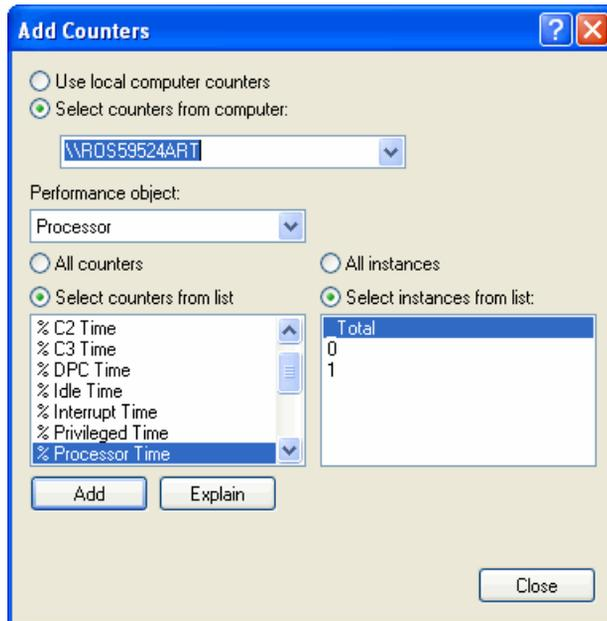 Add Counters
Use local computer counters
Select counters from computer:
\\ROS59524ART
Performance object:
Processor
All counters
All instances
Select counters from list
Select instances from list:
% C2 Time
% C3 Time
% DPC Time
% Idle Time
% Interrupt Time
% Privileged Time
% Processor Time
_Total
0
1
Add
Explain
Close